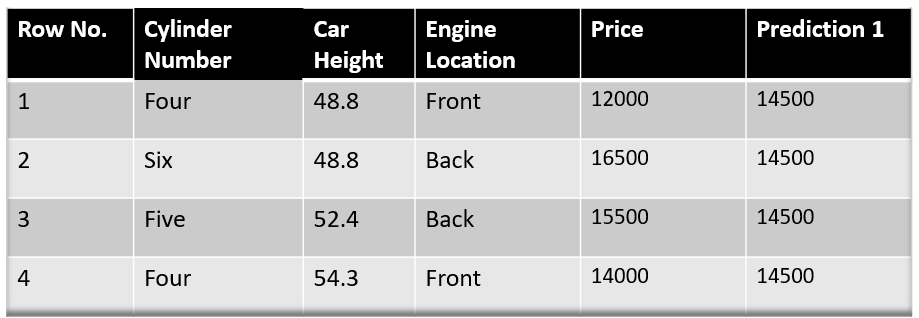 Row No. Cylinder Number Car Height Engine Location Price Prediction 1
1 Four 48.8 Front 12000 14500
2 Six 48.8 Back 16500 14500
3 Five 52.4 Back 15500 14500
4 Four 54.3 Front 14000 14500